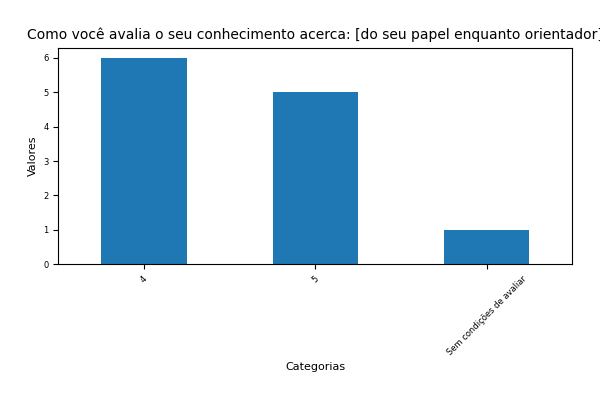 Como você avalia o seu conhecimento acerca: [do seu papel enquanto orientador]
6
5
4
3
2
1
0
Valores
4
5
Sem condições de avaliar
Categorias